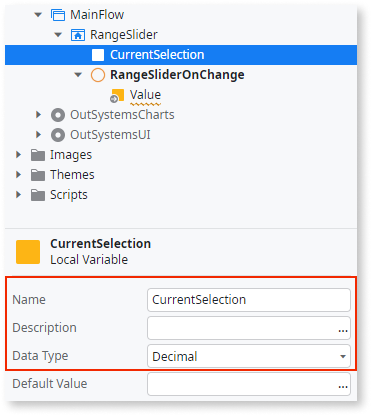 MainFlow
RangeSlider
CurrentSelection
RangeSliderOnChange
Value
OutSystemsCharts
OutSystemsUI
Images
Themes
Scripts
CurrentSelection
Local Variable
Name CurrentSelection
Description ...
Data Type Decimal
Default Value ...